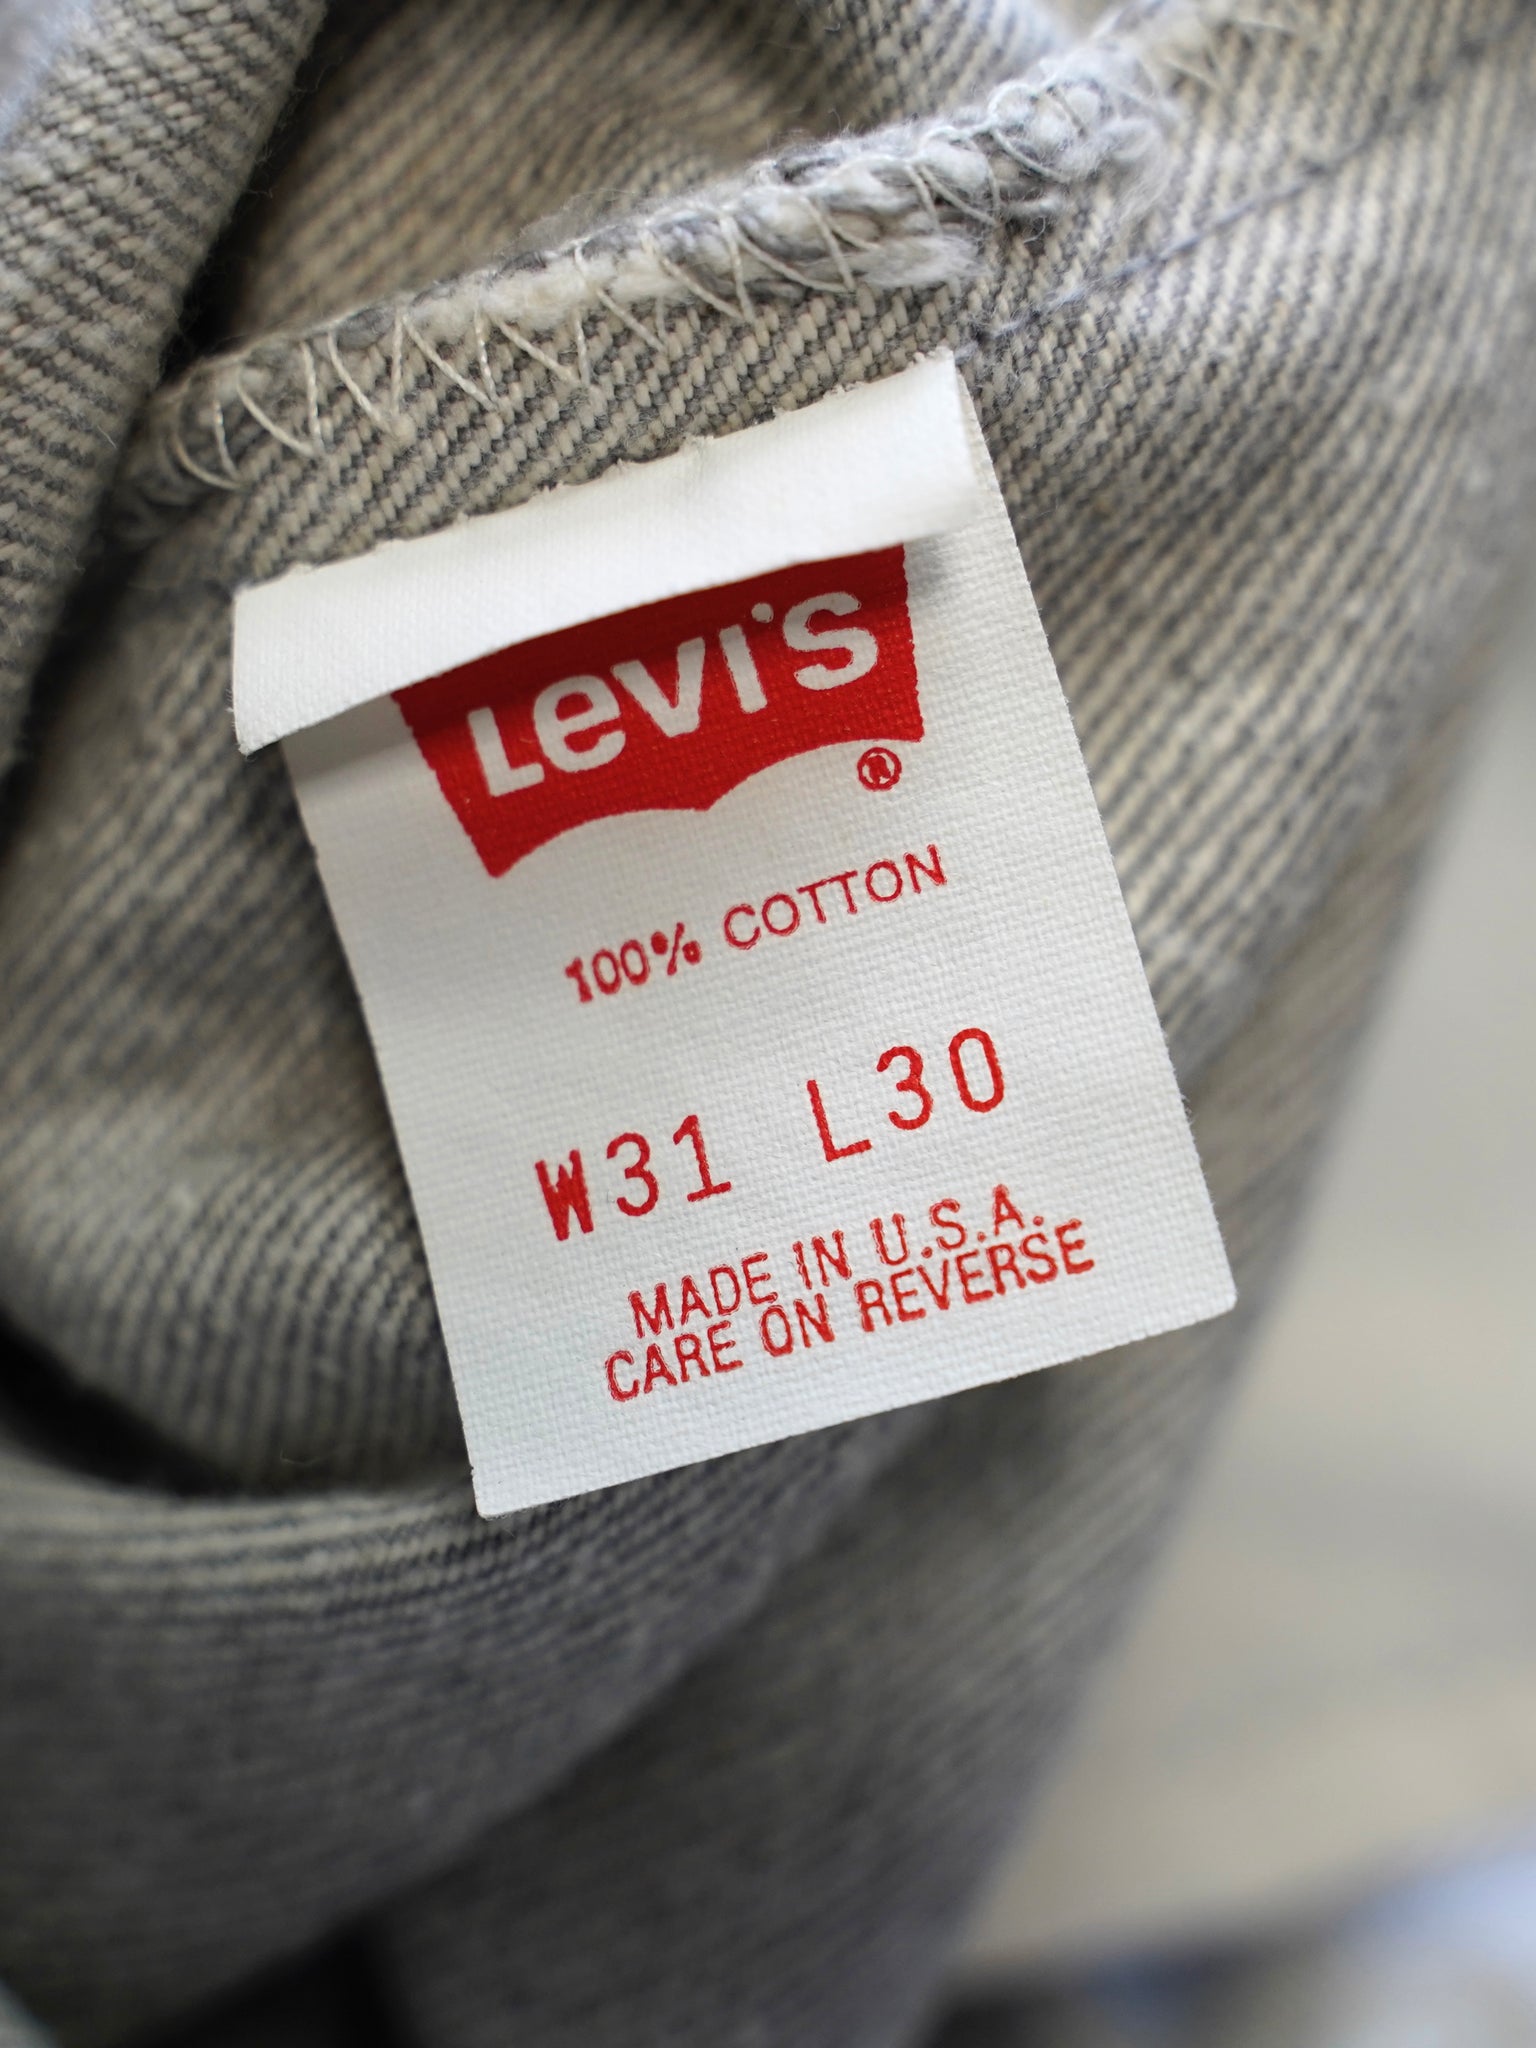 Levi's ®
100% COTTON
W31 L30
MADE IN U.S.A.
CARE ON REVERSE